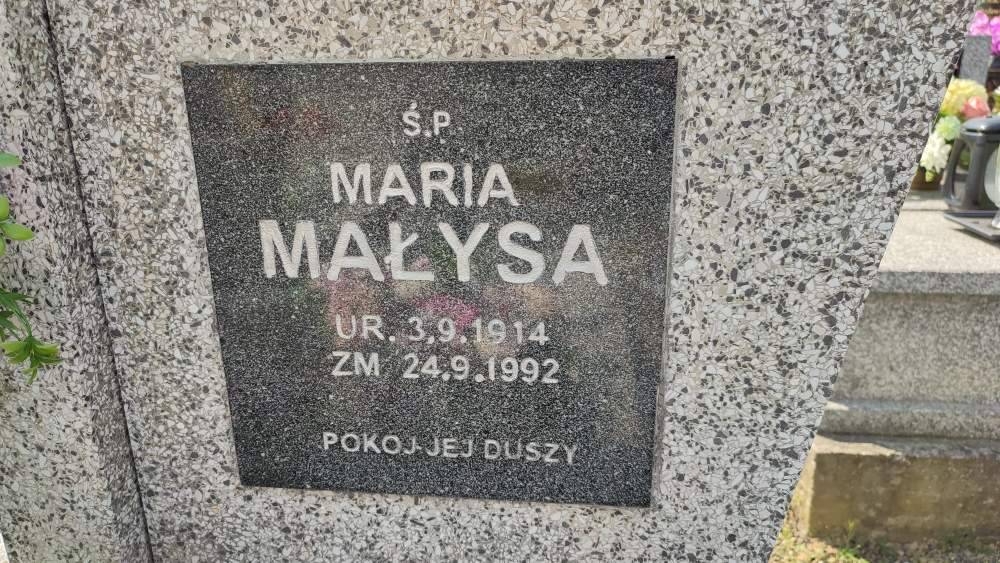 Ś.P.
MARIA
MAŁYSA
UR. 3.9.1914
ZM 24.9.1992
POKOJ JEJ DUSZY